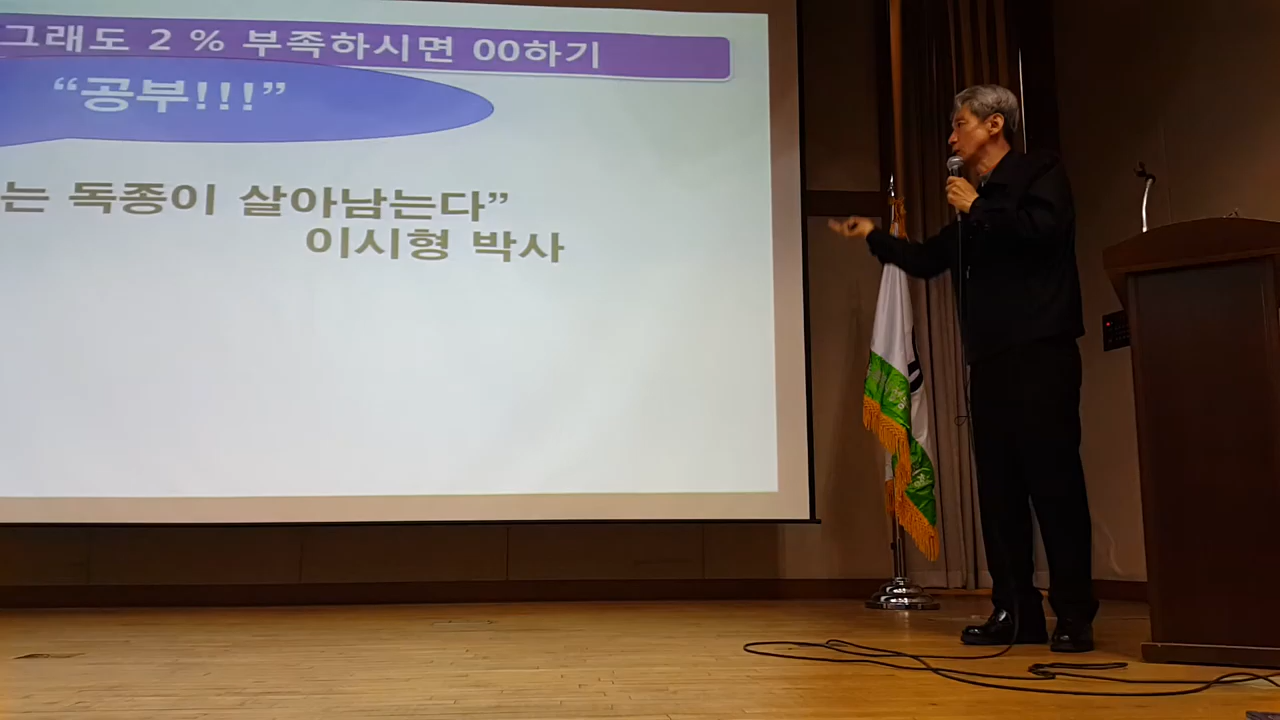 그래도 2 % 부족하시면 00하기
“공부!!!”
는 독종이 살아남는다”
이시형 박사